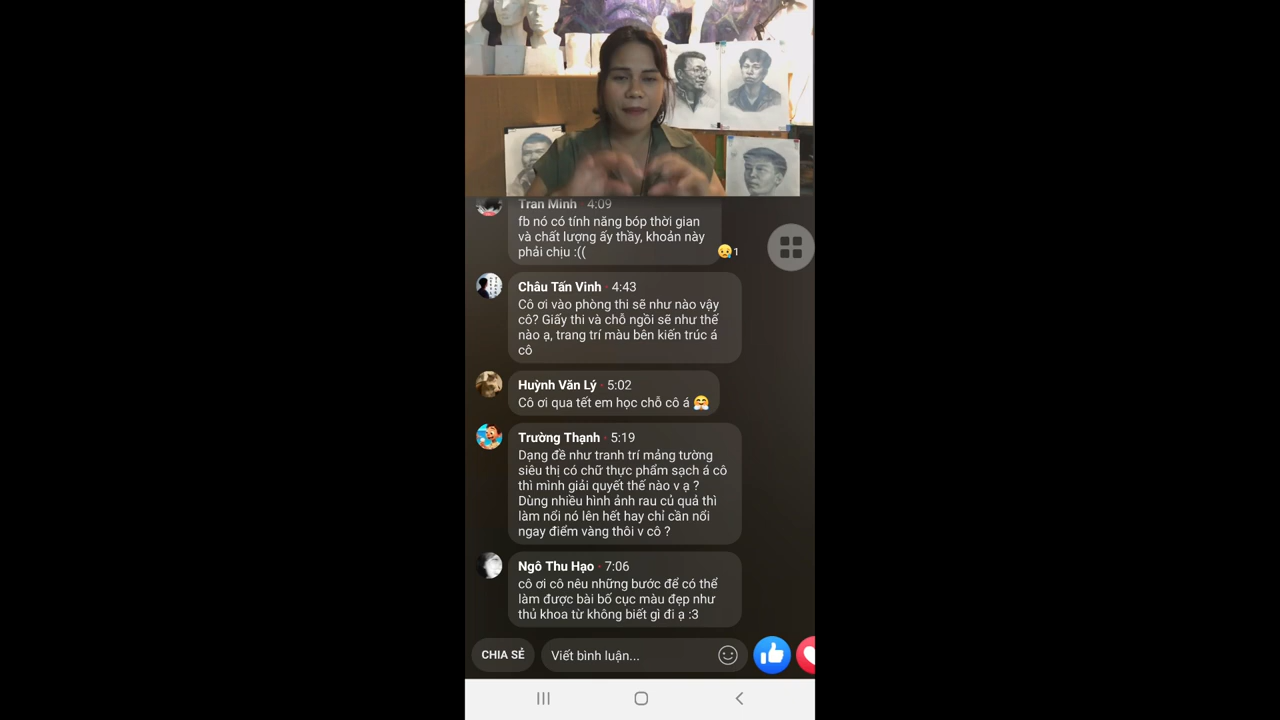 Tran Minh 4:09
fb nó có tính năng bóp thời gian
và chất lượng ấy thầy, khoản này
phải chịu :((
1
Châu Tấn Vinh · 4:43
Cô ơi vào phòng thi sẽ như nào vậy
cô? Giấy thi và chỗ ngồi sẽ như thế
nào ạ, trang trí màu bên kiến trúc á
cô
Huỳnh Văn Lý · 5:02
Cô ơi qua tết em học chỗ cô á 🤗
Trường Thạnh · 5:19
Dạng đề như tranh trí mảng tường
siêu thị có chữ thực phẩm sạch á cô
thì mình giải quyết thế nào v ạ ?
Dùng nhiều hình ảnh rau củ quả thì
làm nổi nó lên hết hay chỉ cần nổi
ngay điểm vàng thôi v cô ?
Ngô Thu Hạo · 7:06
cô ơi cô nêu những bước để có thể
làm được bài bố cục màu đẹp như
thủ khoa từ không biết gì đi ạ :3
CHIA SẺ
Viết bình luận...